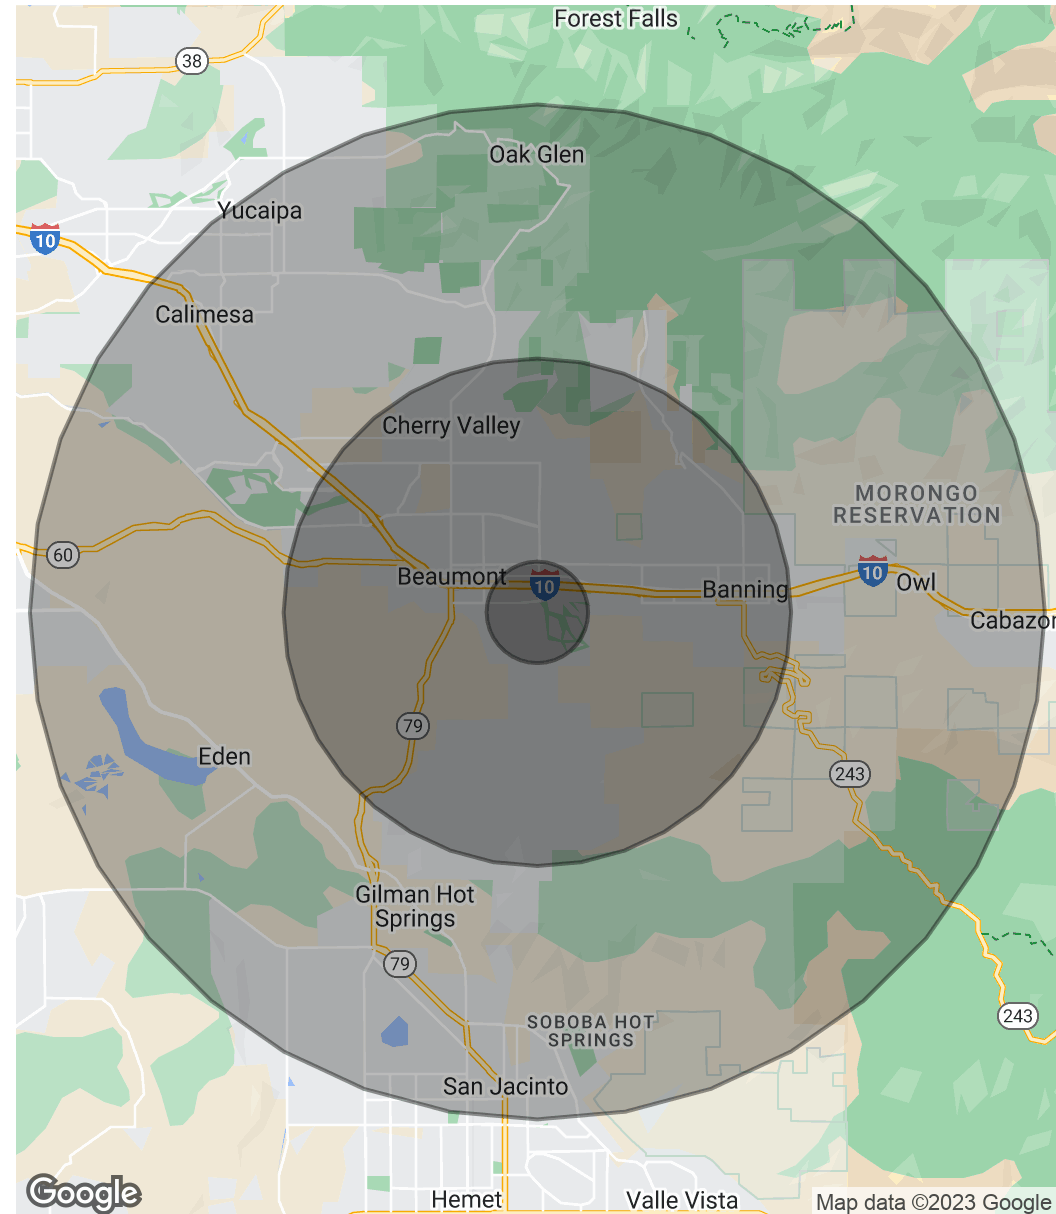 Forest Falls
38
Oak Glen
Yucaipa
10
Calimesa
Cherry Valley
MORONGO
RESERVATION
60
Beaumont
10
Banning
10
Owl
Cabazon
79
Eden
243
Gilman Hot
Springs
79
SOBOBA HOT
SPRINGS
243
San Jacinto
Google
Hemet
Valle Vista
Map data ©2023 Google